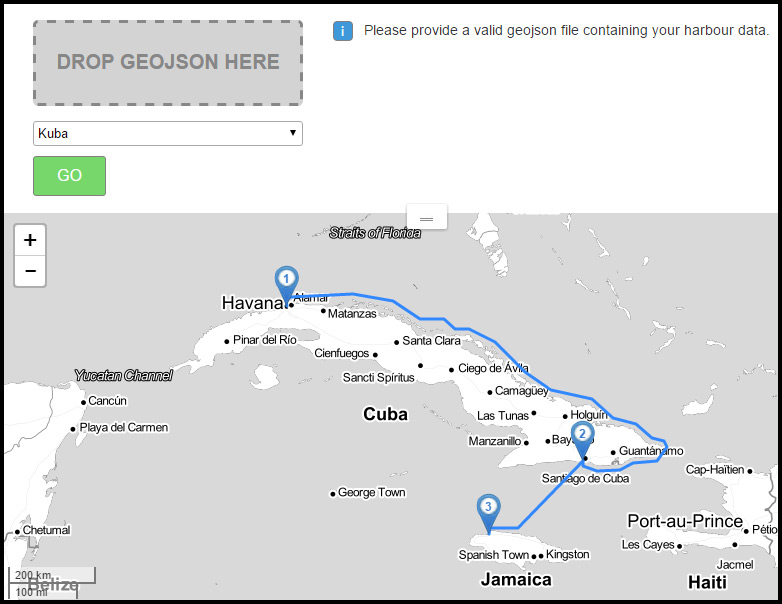 DROP GEOJSON HERE
i Please provide a valid geojson file containing your harbour data.
Kuba
GO
+
−
Straits of Florida
1
Havana
Alamar
Matanzas
Pinar del Río
Santa Clara
Cienfuegos
Ciego de Ávila
Sancti Spíritus
Yucatan Channel
Camagüey
Cancún
Cuba
Las Tunas
Holguín
Playa del Carmen
2
Manzanillo
Guantánamo
Cap-Haïtien
Santiago de Cuba
George Town
3
Port-au-Prince
Chetumal
Les Cayes
Spanish Town
Kingston
Jacmel
200 km
Belize
100 mi
Jamaica
Haiti